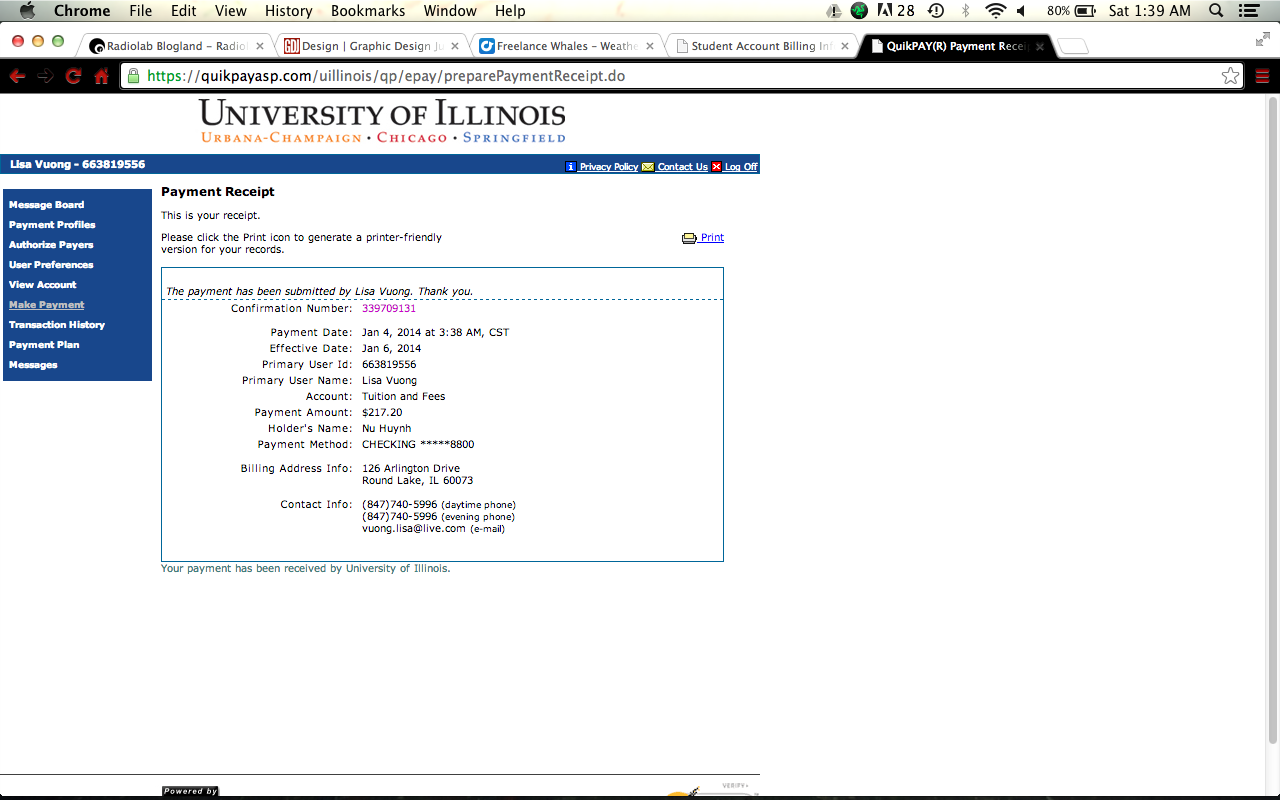 Chrome File Edit View History Bookmarks Window Help 28 80% Sat 1:39 AM
Radiolab Blogland – Radiol Design | Graphic Design Ju Freelance Whales – Weathe Student Account Billing Inf QuikPAY(R) Payment Recei
https://quikpayasp.com/uillinois/qp/epay/preparePaymentReceipt.do
UNIVERSITY OF ILLINOIS
URBANA-CHAMPAIGN • CHICAGO • SPRINGFIELD
Lisa Vuong - 663819556 Privacy Policy Contact Us Log Off
Message Board
Payment Profiles
Authorize Payers
User Preferences
View Account
Make Payment
Transaction History
Payment Plan
Messages
Payment Receipt
This is your receipt.
Please click the Print icon to generate a printer-friendly
version for your records.
Print
The payment has been submitted by Lisa Vuong. Thank you.
Confirmation Number: 339709131
Payment Date: Jan 4, 2014 at 3:38 AM, CST
Effective Date: Jan 6, 2014
Primary User Id: 663819556
Primary User Name: Lisa Vuong
Account: Tuition and Fees
Payment Amount: $217.20
Holder's Name: Nu Huynh
Payment Method: CHECKING *****8800
Billing Address Info: 126 Arlington Drive
Round Lake, IL 60073
Contact Info: (847)740-5996 (daytime phone)
(847)740-5996 (evening phone)
vuong.lisa@live.com (e-mail)
Your payment has been received by University of Illinois.
Powered by
VERIFY▸